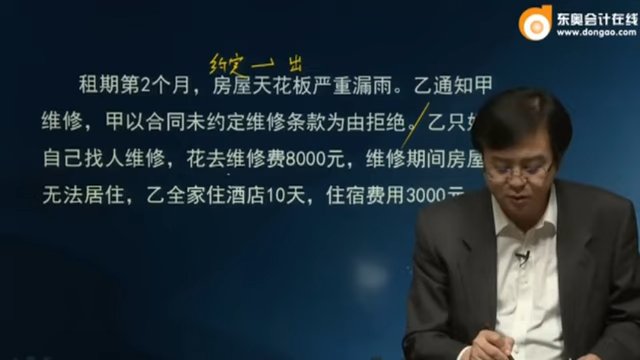 东奥会计在线
www.dongao.com
约定→出
租期第2个月，房屋天花板严重漏雨。乙通知甲
维修，甲以合同未约定维修条款为由拒绝。乙只
自己找人维修，花去维修费8000元，维修期间房屋
无法居住，乙全家住酒店10天，住宿费用3000元